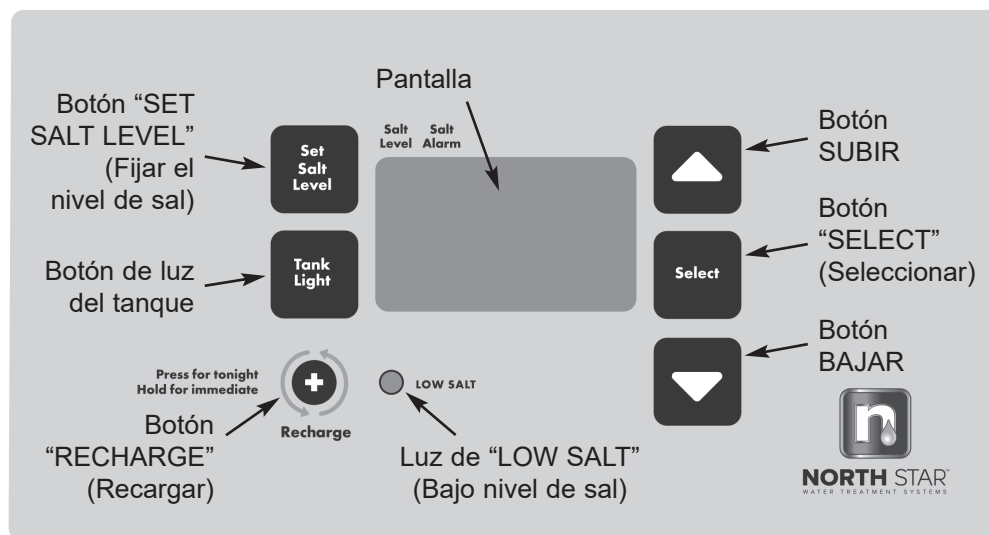 Pantalla
Botón “SET
SALT LEVEL”
(Fijar el
nivel de sal)
Set
Salt
Level
Salt
Level
Salt
Alarm
Botón
SUBIR
Botón
“SELECT”
(Seleccionar)
Select
Botón de luz
del tanque
Tank
Light
Botón
BAJAR
Press for tonight
Hold for immediate
Recharge
LOW SALT
Botón
“RECHARGE”
(Recargar)
Luz de “LOW SALT”
(Bajo nivel de sal)
n
NORTH STAR™
WATER TREATMENT SYSTEMS